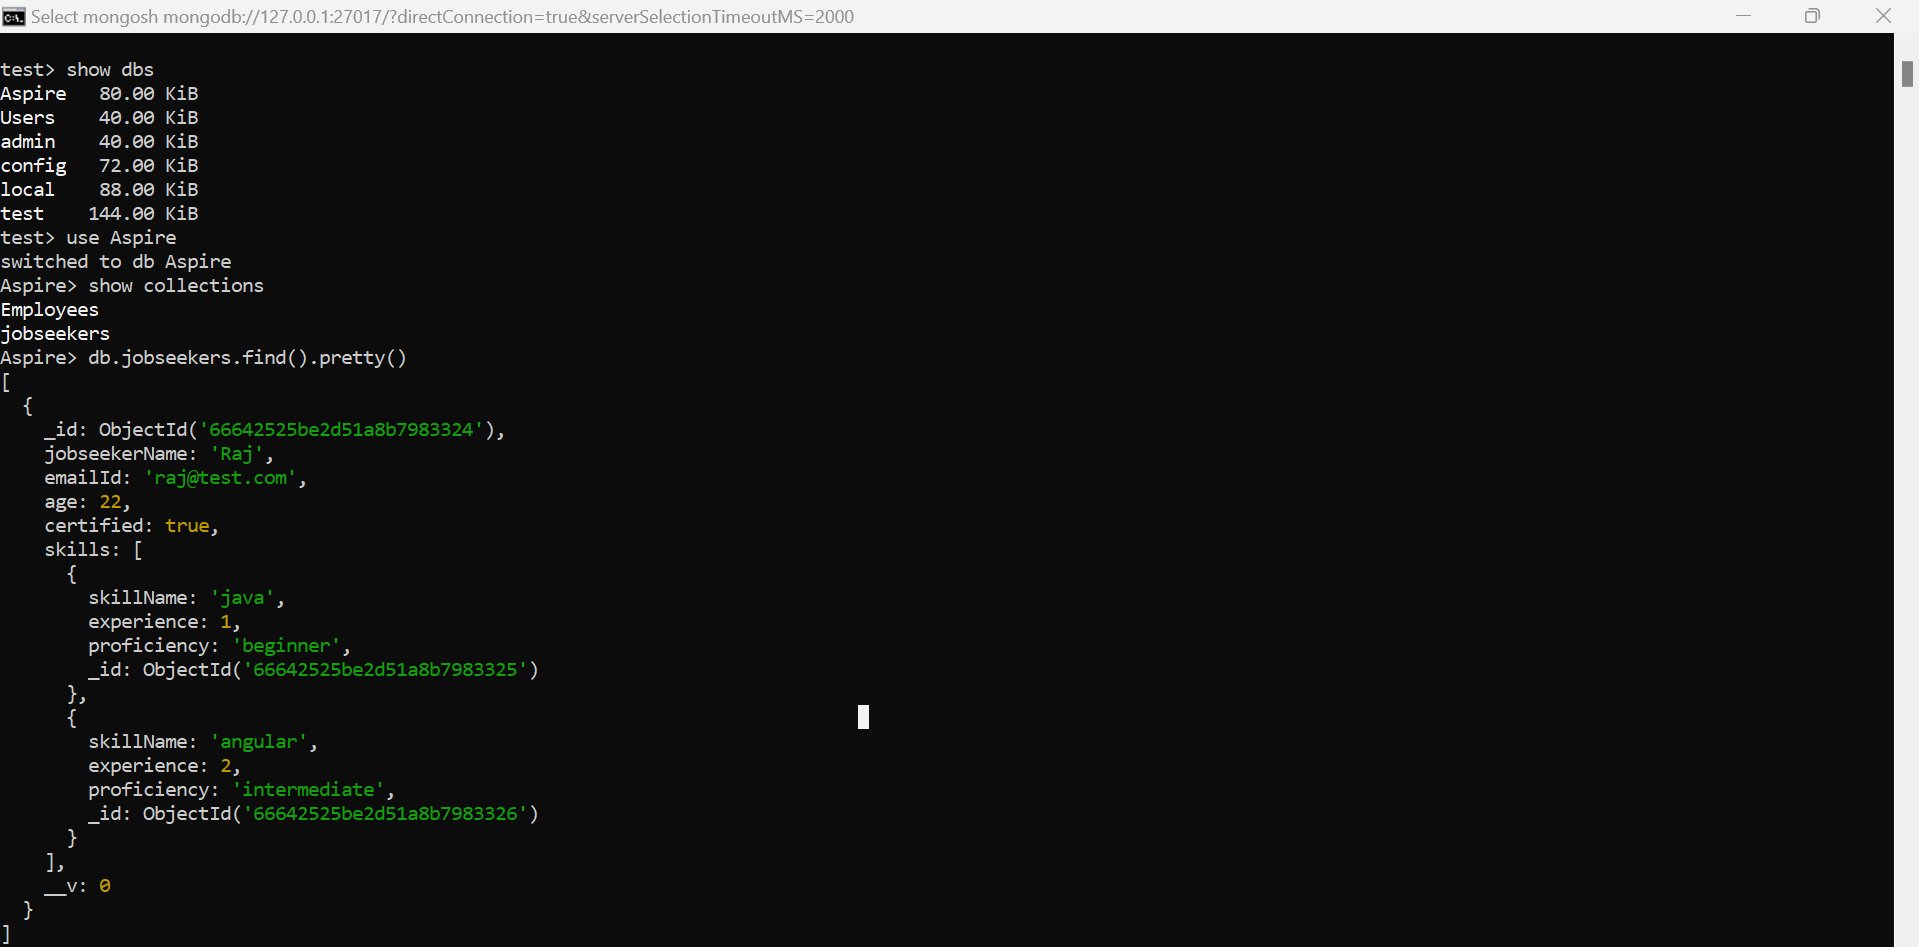 Select mongosh mongodb://127.0.0.1:27017/?directConnection=true&serverSelectionTimeoutMS=2000
test> show dbs
Aspire   80.00 KiB
Users    40.00 KiB
admin    40.00 KiB
config   72.00 KiB
local    88.00 KiB
test    144.00 KiB
test> use Aspire
switched to db Aspire
Aspire> show collections
Employees
jobseekers
Aspire> db.jobseekers.find().pretty()
[
  {
    _id: ObjectId('66642525be2d51a8b7983324'),
    jobseekerName: 'Raj',
    emailId: 'raj@test.com',
    age: 22,
    certified: true,
    skills: [
      {
        skillName: 'java',
        experience: 1,
        proficiency: 'beginner',
        _id: ObjectId('66642525be2d51a8b7983325')
      },
      {
        skillName: 'angular',
        experience: 2,
        proficiency: 'intermediate',
        _id: ObjectId('66642525be2d51a8b7983326')
      }
    ],
    __v: 0
  }
]